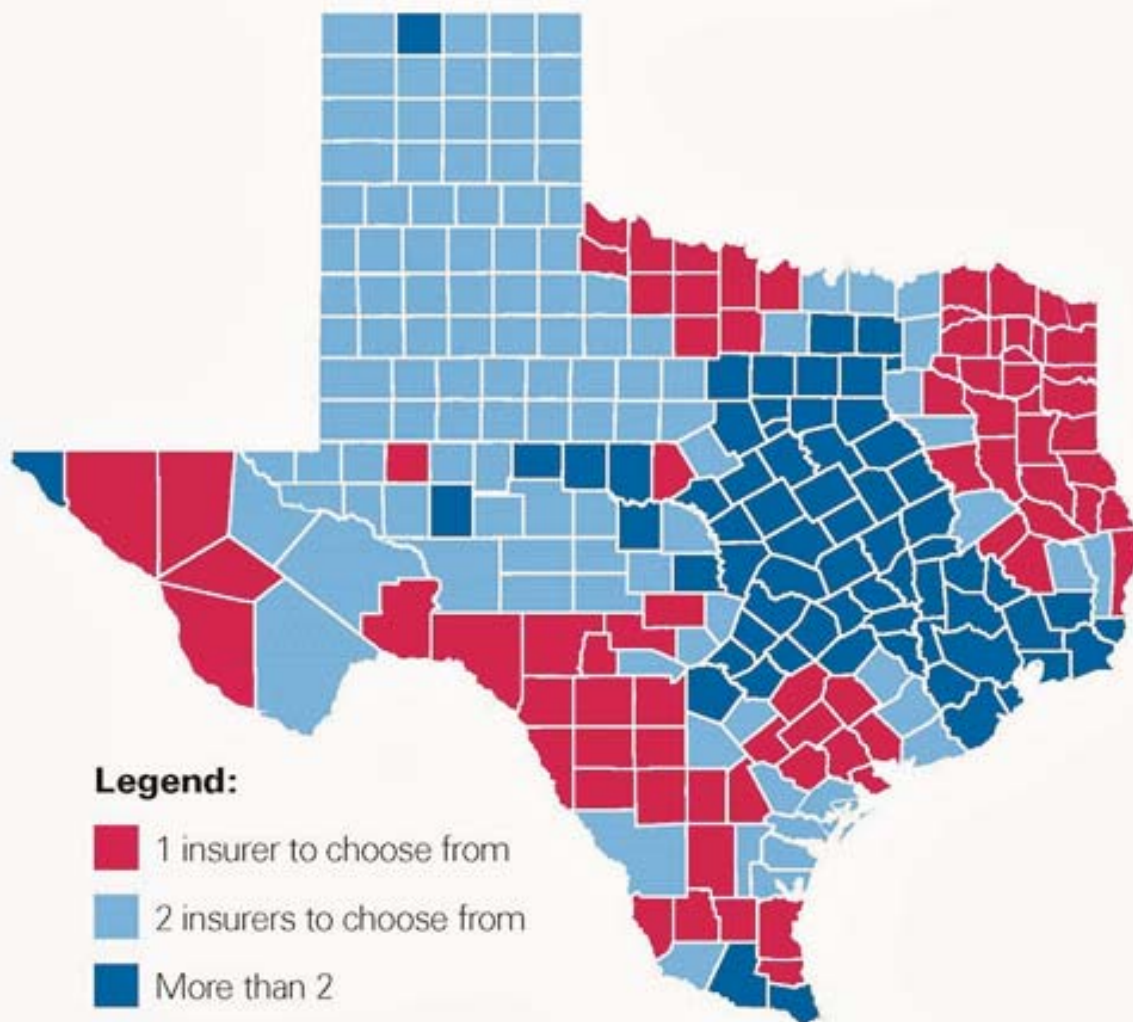 Legend:
1 insurer to choose from
2 insurers to choose from
More than 2